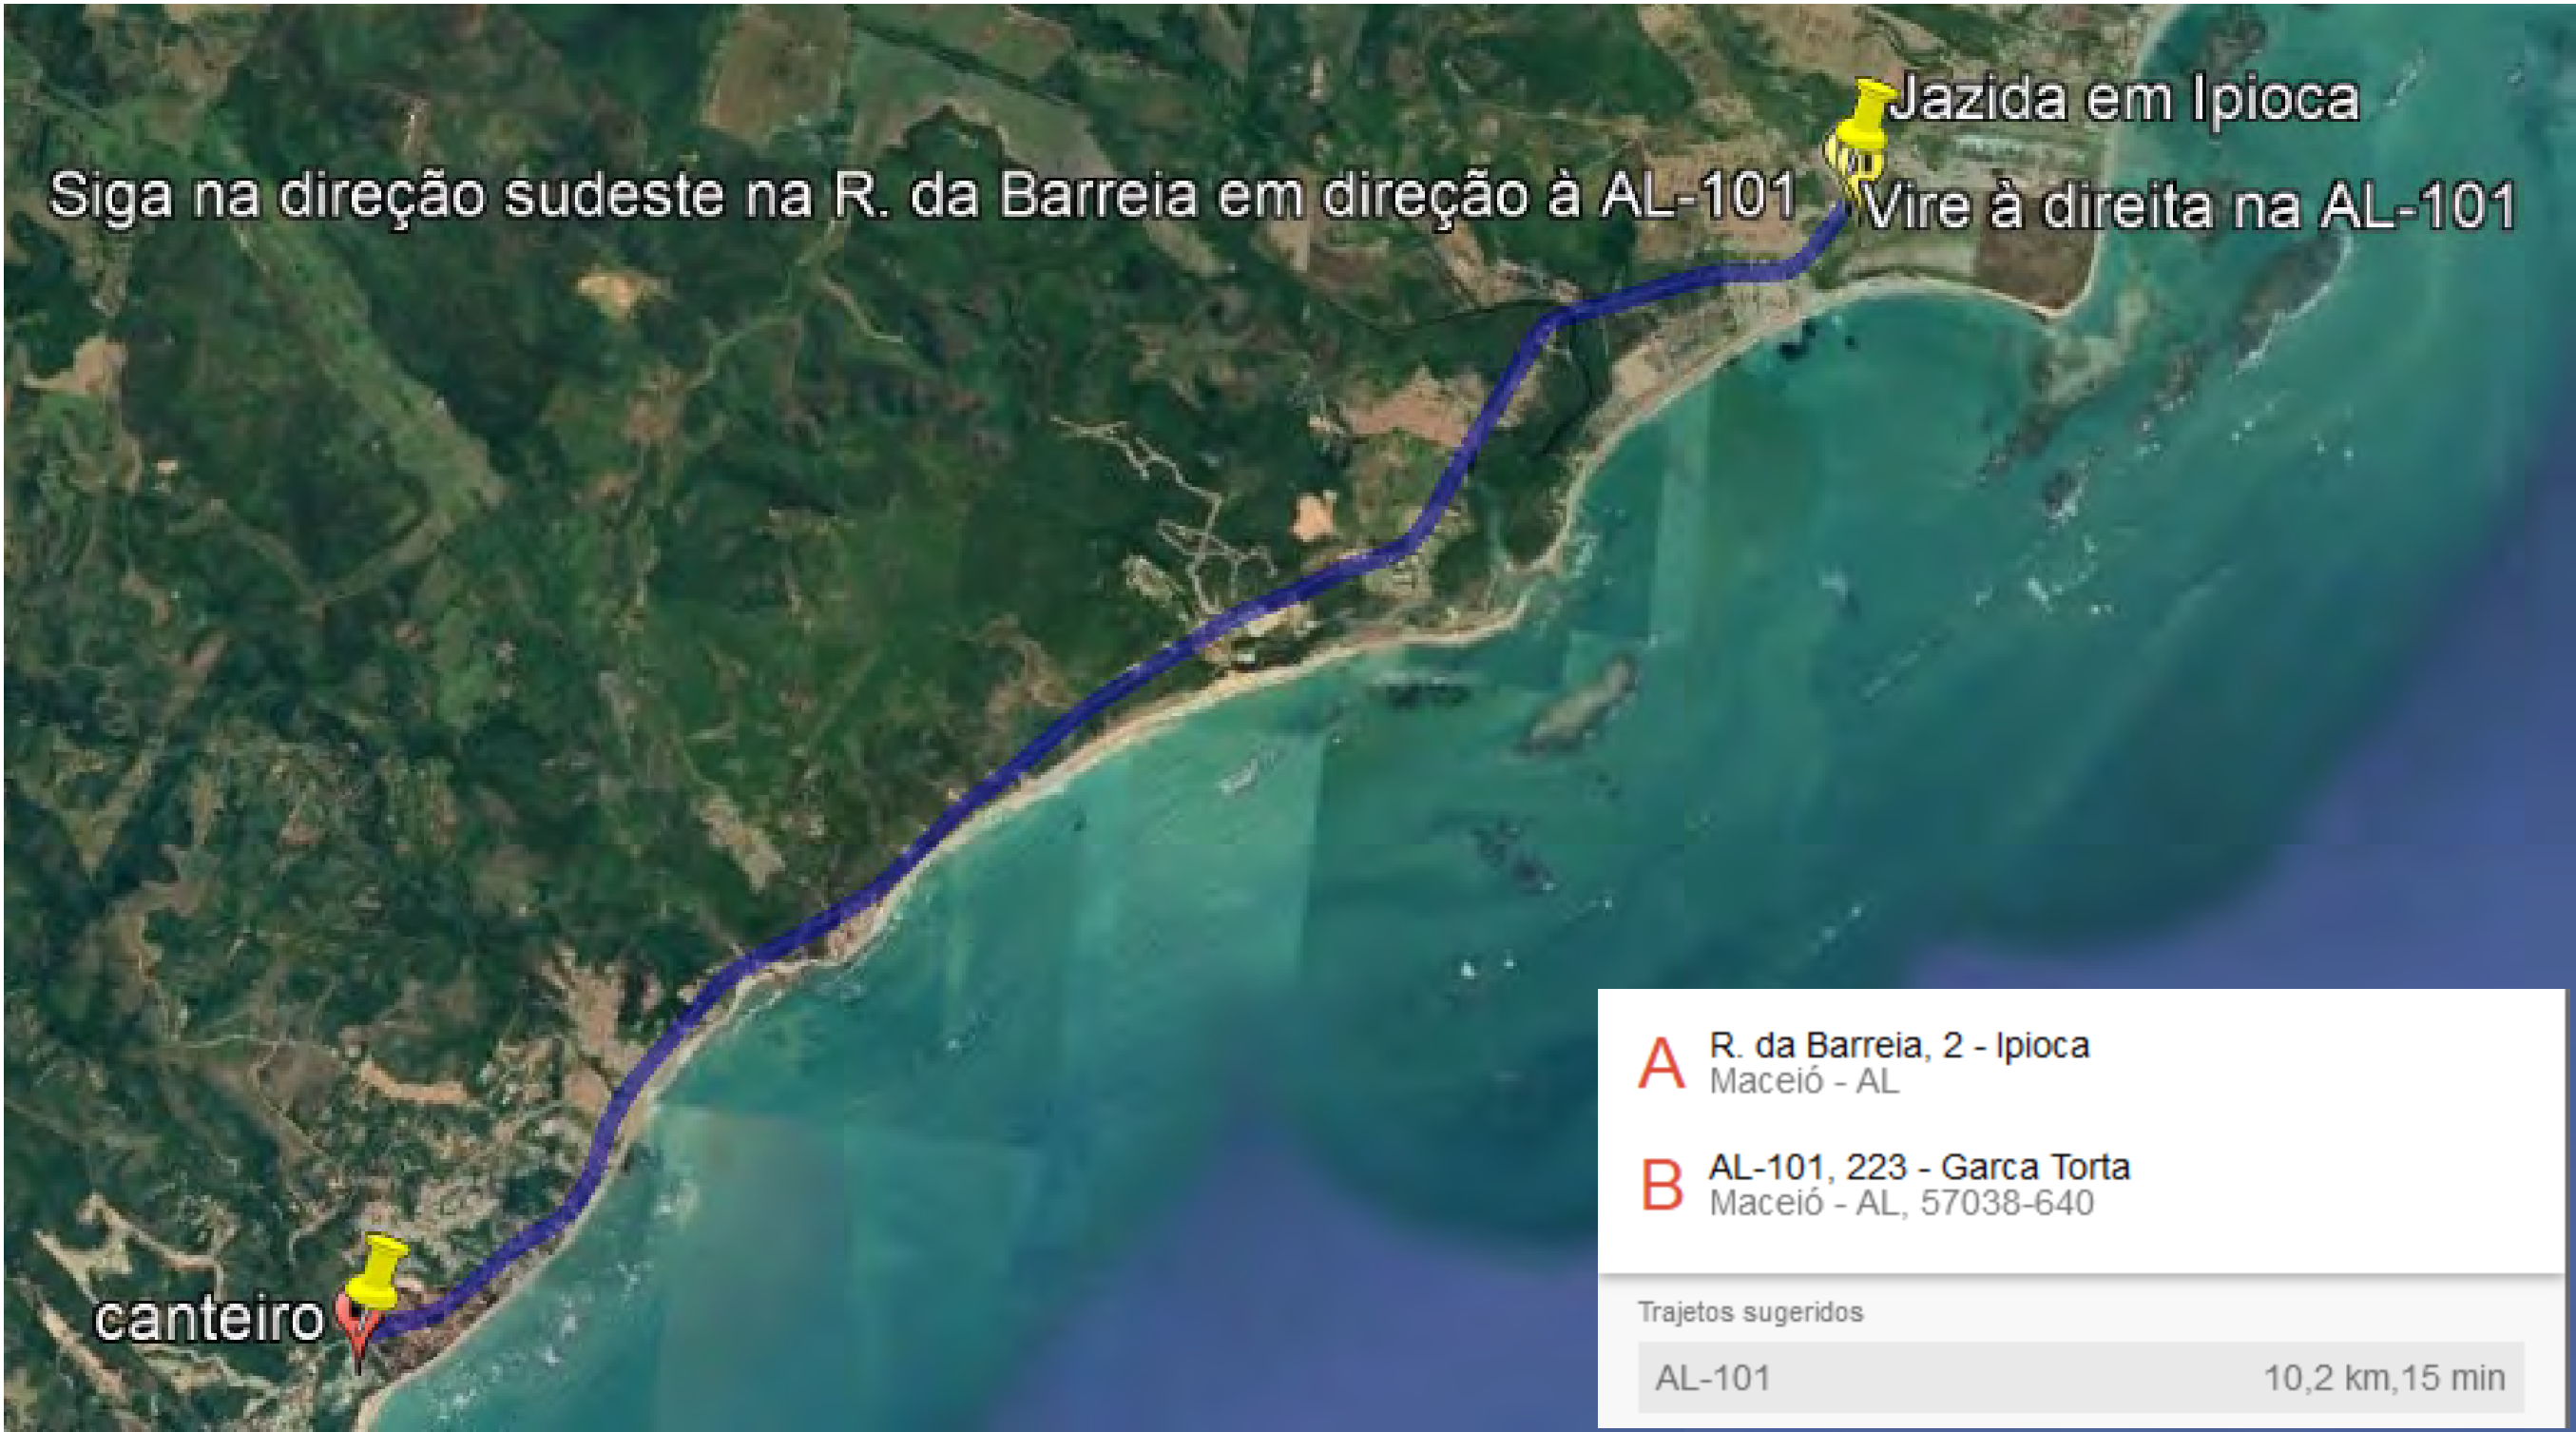 Jazida em Ipioca
Siga na direção sudeste na R. da Barreia em direção à AL-101
Vire à direita na AL-101
canteiro
A
R. da Barreia, 2 - Ipioca
Maceió - AL
B
AL-101, 223 - Garca Torta
Maceió - AL, 57038-640
Trajetos sugeridos
AL-101 10,2 km,15 min